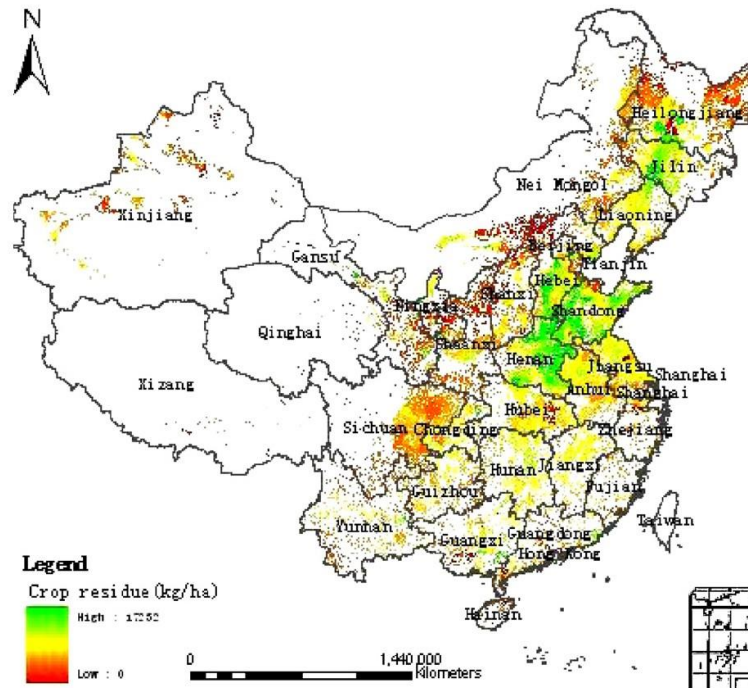 N
Heilongjiang
Jilin
Nei Mongol
Liaoning
Xinjiang
Beijing
Gansu
Tianjin
Hebei
Shanxi
Ningxia
Shandong
Qinghai
Shaanxi
Henan
Jiangsu
Shanghai
Xizang
Anhui
Shanghai
Hubei
Sichuan
Chongqing
Zhejiang
Hunan
Jiangxi
Guizhou
Fujian
Yunnan
Taiwan
Guangxi
Guangdong
Hong Kong
Hainan
Legend
Crop residue(kg/ha)
High : 17252
Low : 0
0
1,440,000
Kilometers